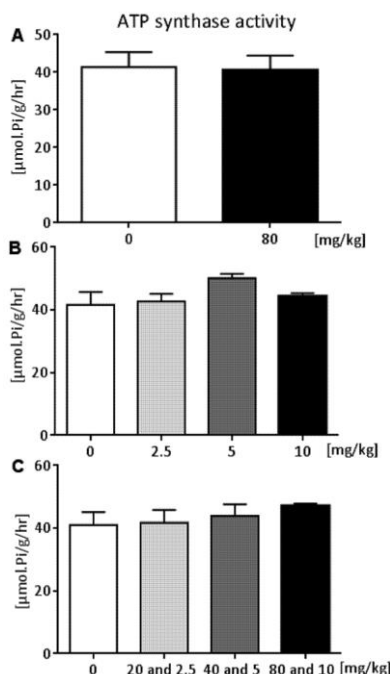 ATP synthase activity
A
[µmol.Pi/g/hr]
50
40
30
20
10
0
0 80 [mg/kg]
B
[µmol.Pi/g/hr]
60
40
20
0
0 2.5 5 10 [mg/kg]
C
[µmol.Pi/g/hr]
60
40
20
0
0 20 and 2.5 40 and 5 80 and 10 [mg/kg]